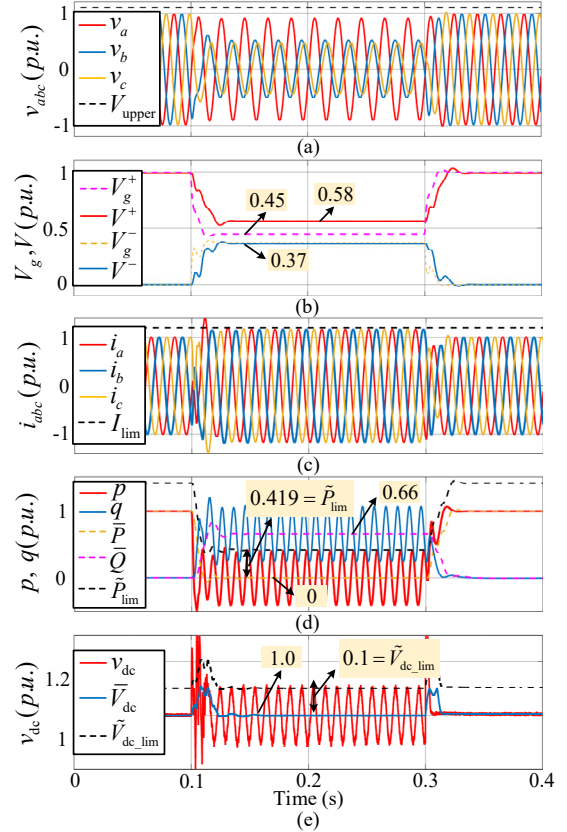 v_abc (p.u.)
1
0
-1
v_a
v_b
v_c
V_upper
(a)
V_g, V (p.u.)
1
0.5
0
V_g^+
V^+
V_g^-
V^-
0.45
0.58
0.37
(b)
i_abc (p.u.)
1
0
-1
i_a
i_b
i_c
I_lim
(c)
p, q (p.u.)
1
0
p
q
P̄
Q̄
P̃_lim
0.419 = P̃_lim
0.66
0
(d)
v_dc (p.u.)
1.2
1
v_dc
V̄_dc
Ṽ_dc_lim
1.0
0.1 = Ṽ_dc_lim
0 0.1 0.2 0.3 0.4
Time (s)
(e)